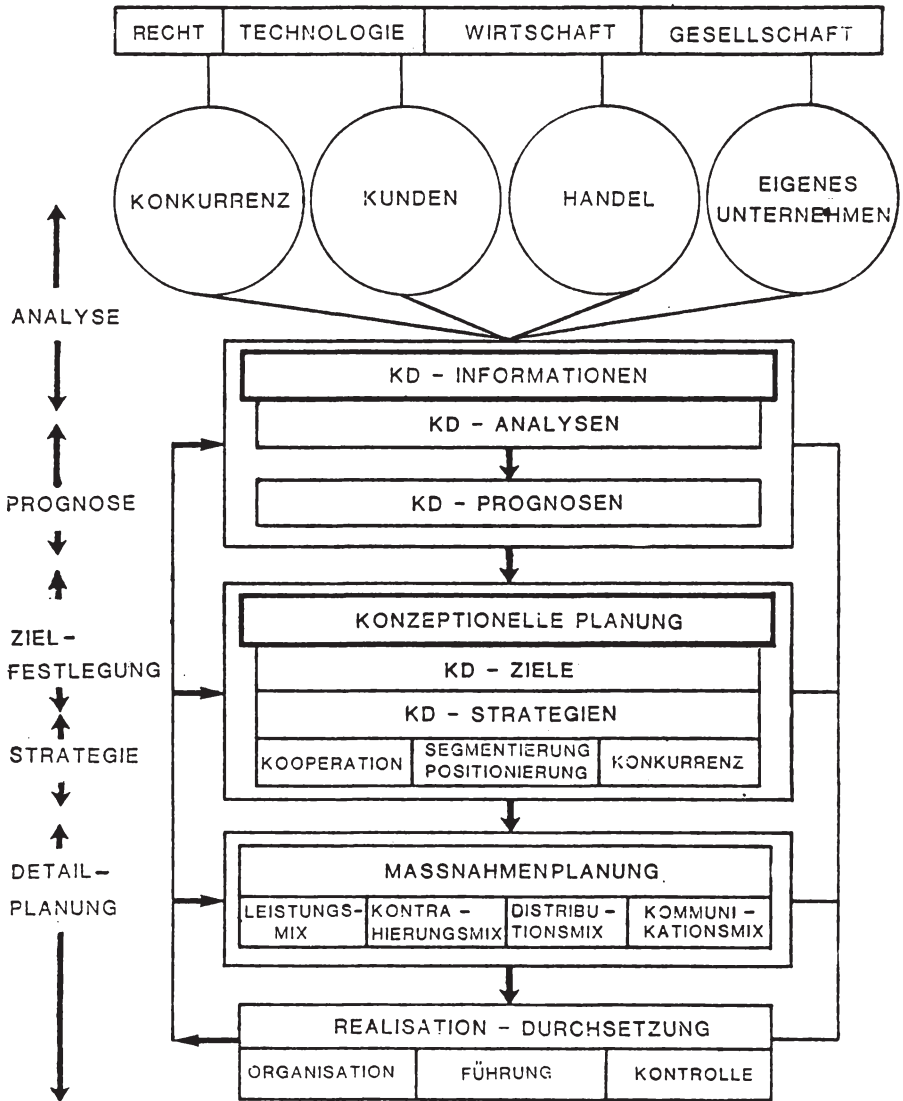 RECHT TECHNOLOGIE WIRTSCHAFT GESELLSCHAFT
KONKURRENZ
KUNDEN
HANDEL
EIGENES
UNTERNEHMEN
ANALYSE
KD - INFORMATIONEN
KD - ANALYSEN
PROGNOSE
KD - PROGNOSEN
KONZEPTIONELLE PLANUNG
ZIEL-
FESTLEGUNG
KD - ZIELE
KD - STRATEGIEN
STRATEGIE
KOOPERATION
SEGMENTIERUNG
POSITIONIERUNG
KONKURRENZ
DETAIL-
PLANUNG
MASSNAHMENPLANUNG
LEISTUNGS-
MIX
KONTRA-
HIERUNGSMIX
DISTRIBU-
TIONSMIX
KOMMUNI-
KATIONSMIX
REALISATION - DURCHSETZUNG
ORGANISATION FÜHRUNG KONTROLLE